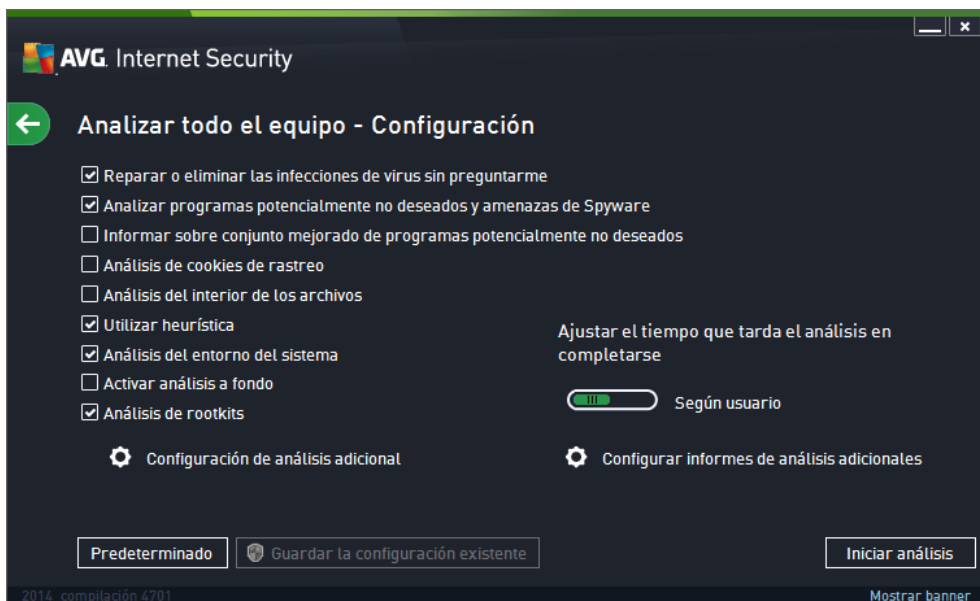 AVG. Internet Security
Analizar todo el equipo - Configuración
Reparar o eliminar las infecciones de virus sin preguntarme
Analizar programas potencialmente no deseados y amenazas de Spyware
Informar sobre conjunto mejorado de programas potencialmente no deseados
Análisis de cookies de rastreo
Análisis del interior de los archivos
Utilizar heurística
Análisis del entorno del sistema
Activar análisis a fondo
Análisis de rootkits
Ajustar el tiempo que tarda el análisis en
completarse
Según usuario
Configuración de análisis adicional
Configurar informes de análisis adicionales
Predeterminado
Guardar la configuración existente
Iniciar análisis
2014 compilación 4701
Mostrar banner